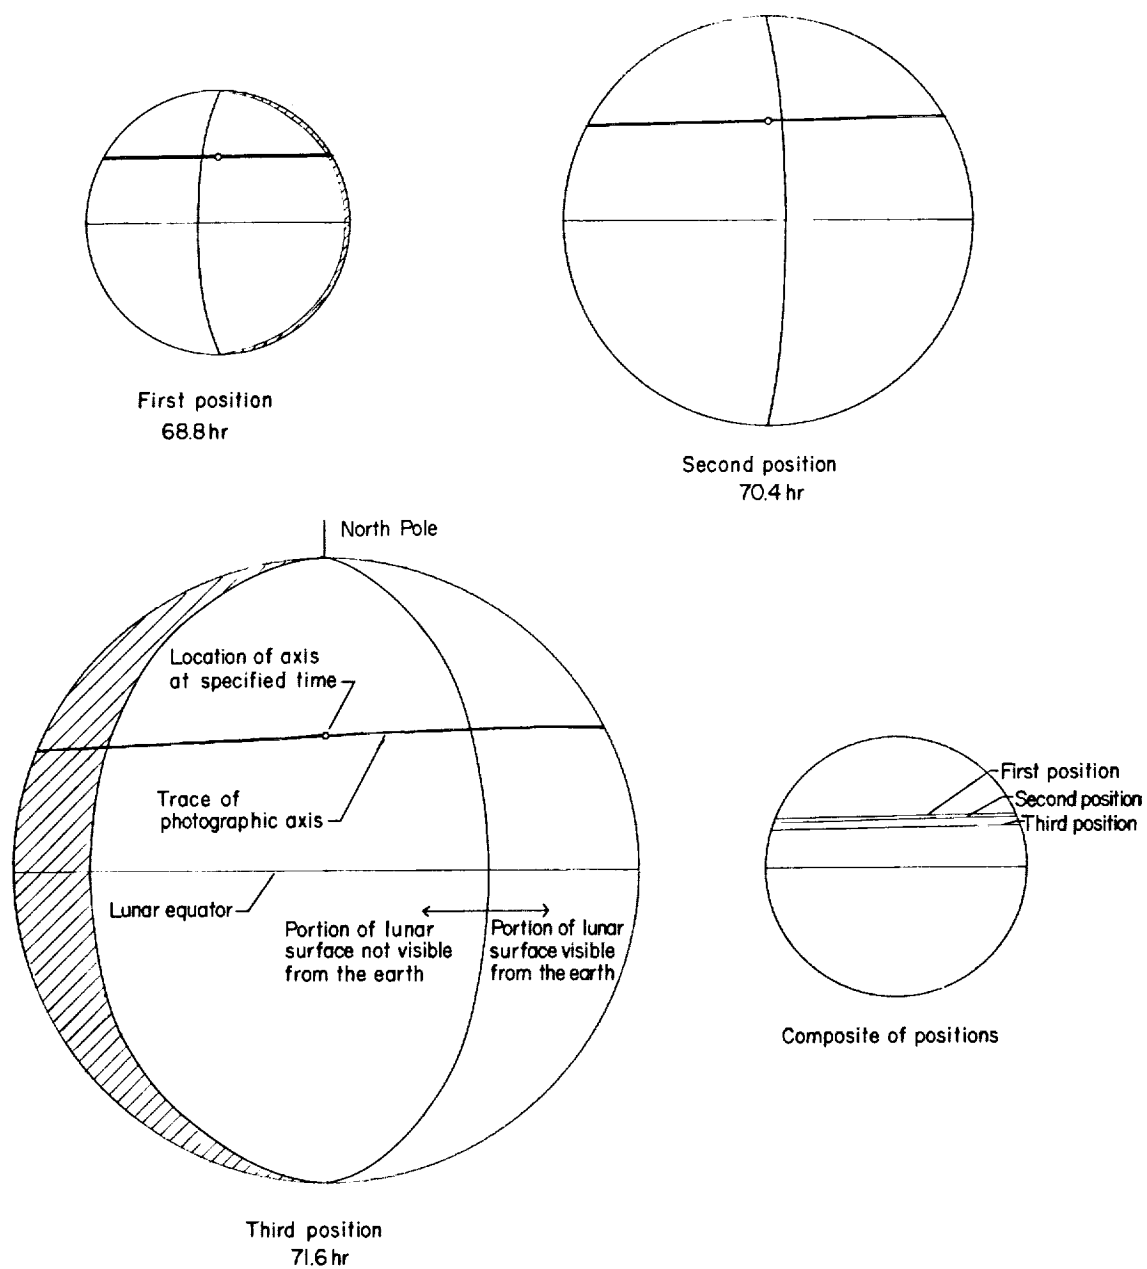 First position
68.8 hr
Second position
70.4 hr
North Pole
Location of axis
at specified time
Trace of
photographic axis
Lunar equator
Portion of lunar
surface not visible
from the earth
Portion of lunar
surface visible
from the earth
Third position
71.6 hr
First position
Second position
Third position
Composite of positions